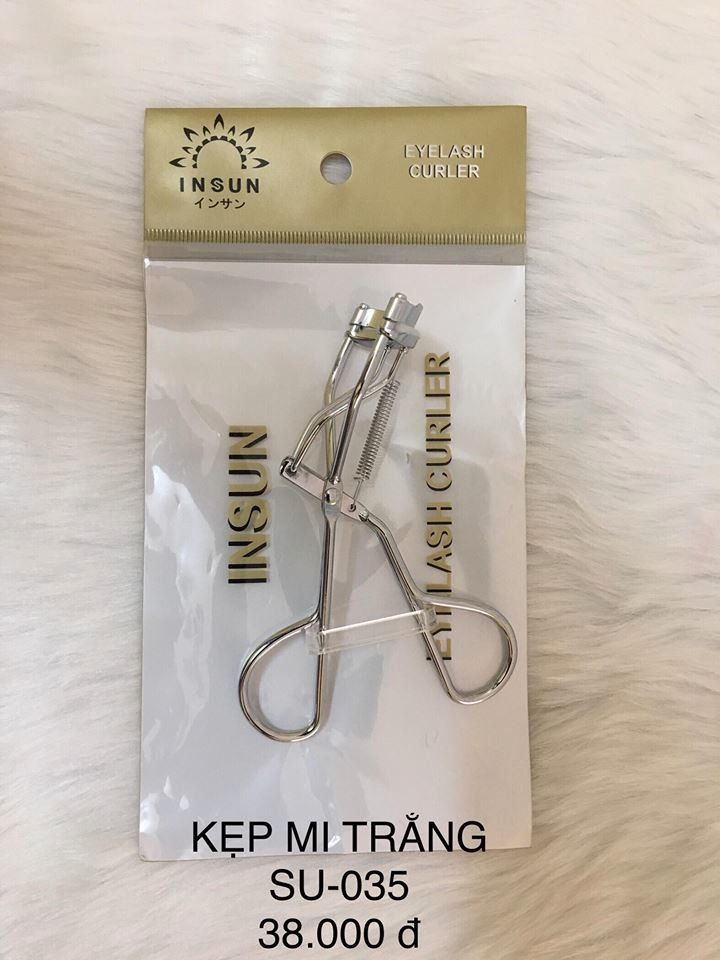 INSUN
インサン
EYELASH
CURLER
INSUN
EYELASH CURLER
KẸP MI TRẮNG
SU-035
38.000 đ